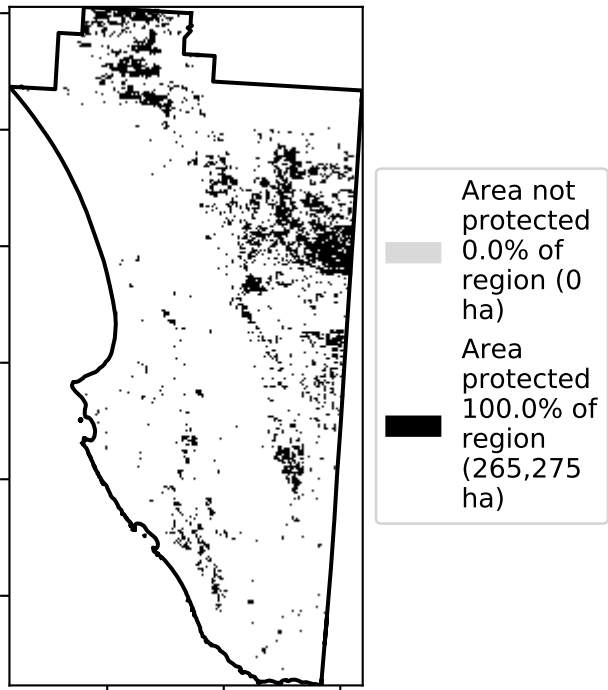 Area not
protected
0.0% of
region (0
ha)
Area
protected
100.0% of
region
(265,275
ha)